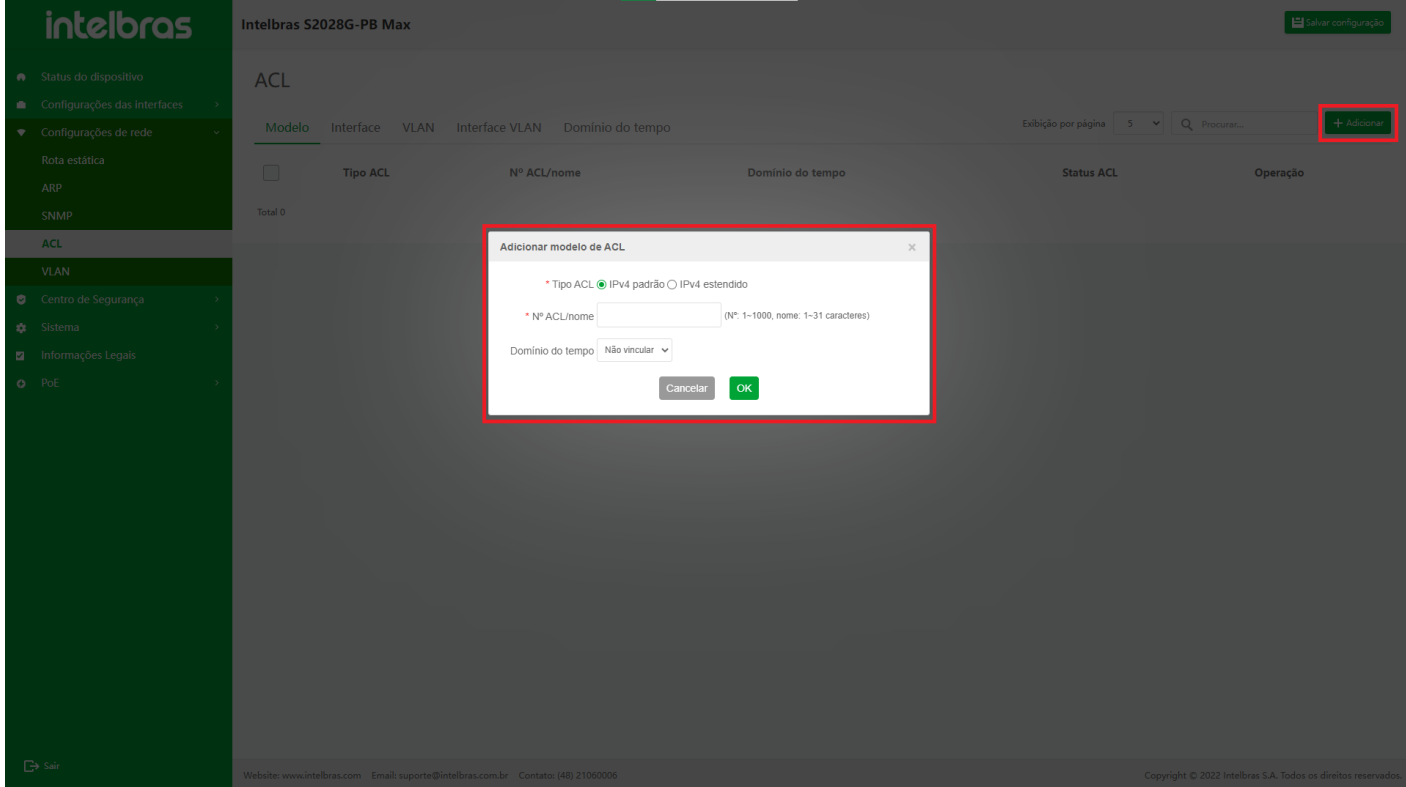 intelbras
Intelbras S2028G-PB Max
Salvar configuração
Status do dispositivo
Configurações das Interfaces
Configurações de rede
Rota estática
ARP
SNMP
ACL
VLAN
Centro de Segurança
Sistema
Informações Legais
PoE
Sair
ACL
Modelo Interface VLAN Interface VLAN Domínio do tempo
Exibição por página 5 Procurar... + Adicionar
Tipo ACL Nº ACL/nome Domínio do tempo Status ACL Operação
Total 0
Adicionar modelo de ACL ×
* Tipo ACL IPv4 padrão IPv4 estendido
* Nº ACL/nome (Nº: 1~1000, nome: 1~31 caracteres)
Domínio do tempo Não vincular
Cancelar OK
Website: www.intelbras.com Email: suporte@intelbras.com.br Contato: (48) 21060006 Copyright © 2022 Intelbras S.A. Todos os direitos reservados.